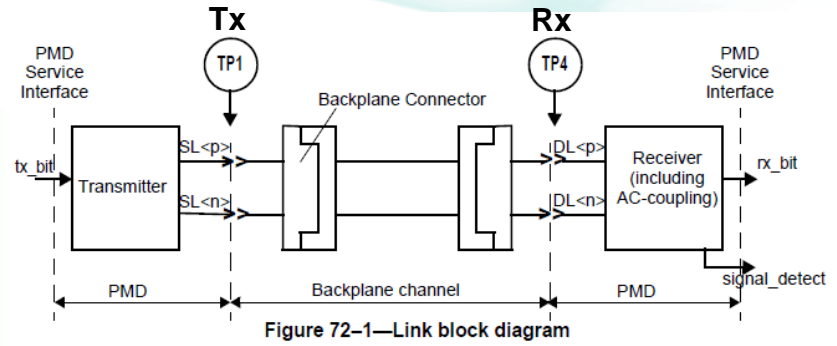 Tx
Rx
PMD
Service
Interface
TP1
TP4
PMD
Service
Interface
Backplane Connector
tx_bit
Transmitter
SL<p>
SL<n>
DL<p>
DL<n>
Receiver
(including
AC-coupling)
rx_bit
signal_detect
PMD
Backplane channel
PMD
Figure 72–1—Link block diagram